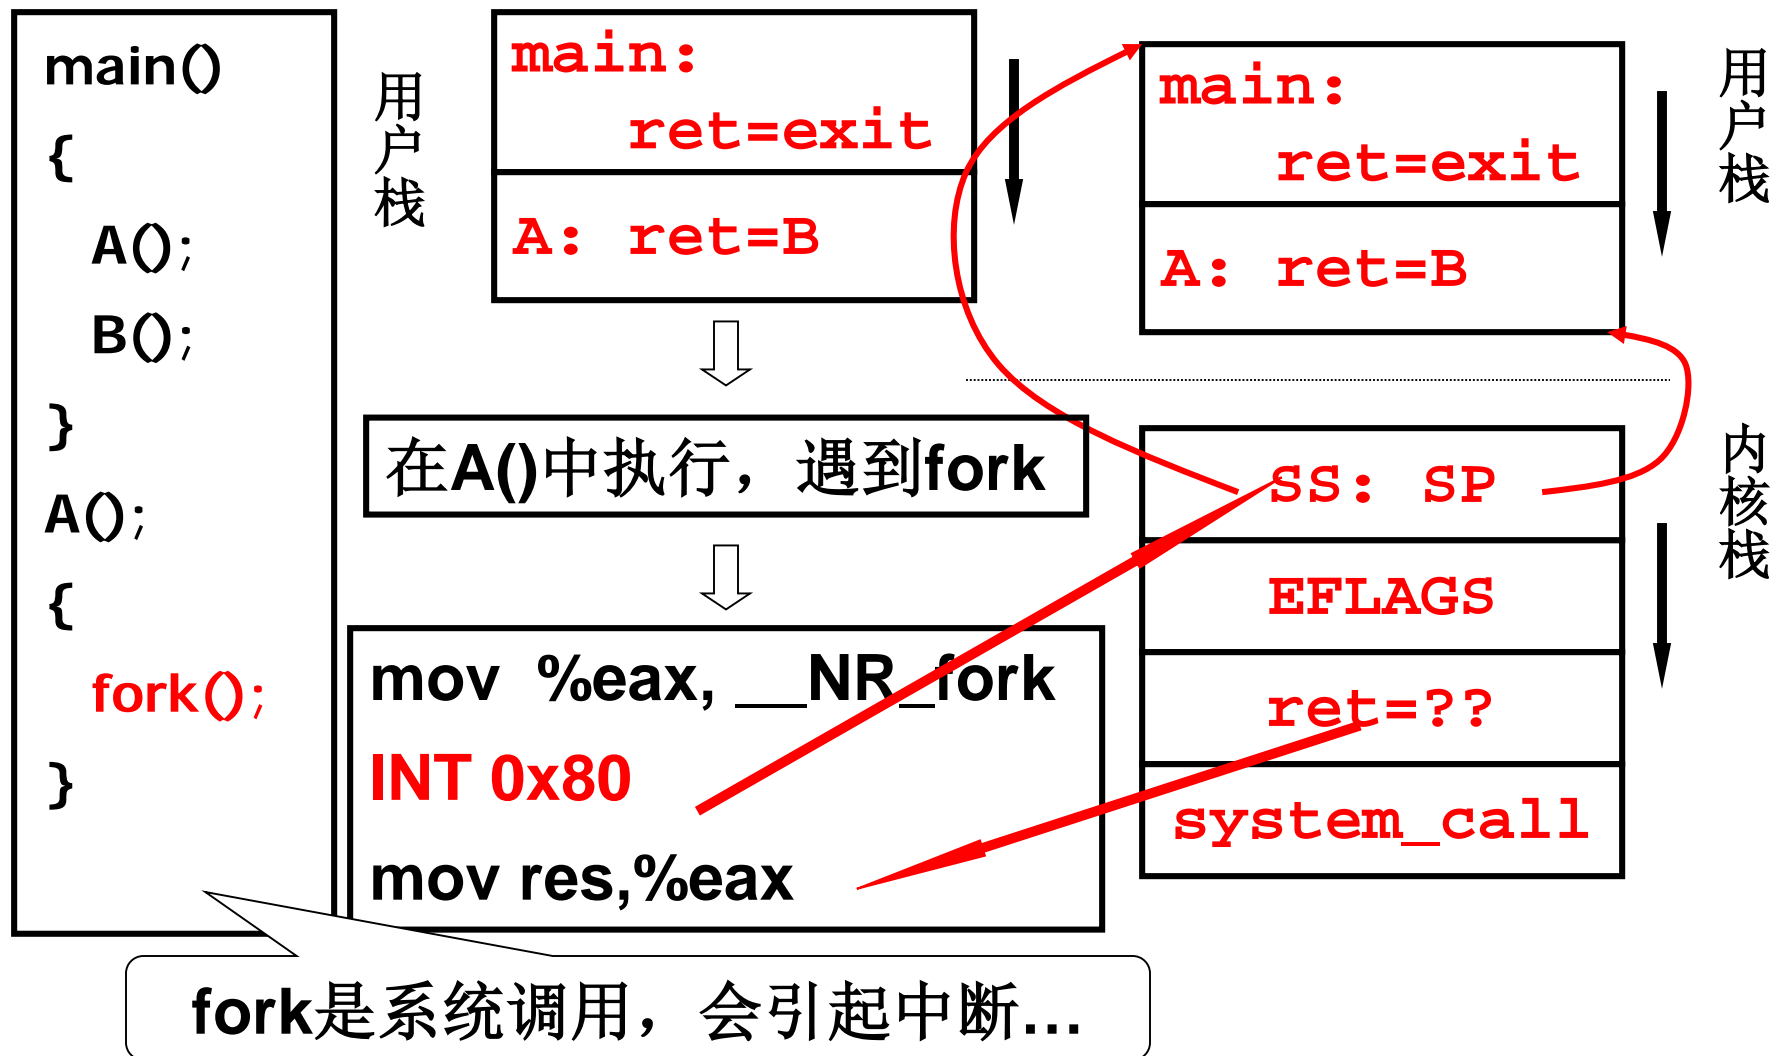 main()
{
A();
B();
}
A();
{
fork();
}
用户栈
main:
ret=exit
A: ret=B
在A()中执行，遇到fork
mov %eax, __NR_fork
INT 0x80
mov res,%eax
fork是系统调用，会引起中断...
main:
ret=exit
A: ret=B
用户栈
SS: SP
EFLAGS
ret=??
system_call
内核栈